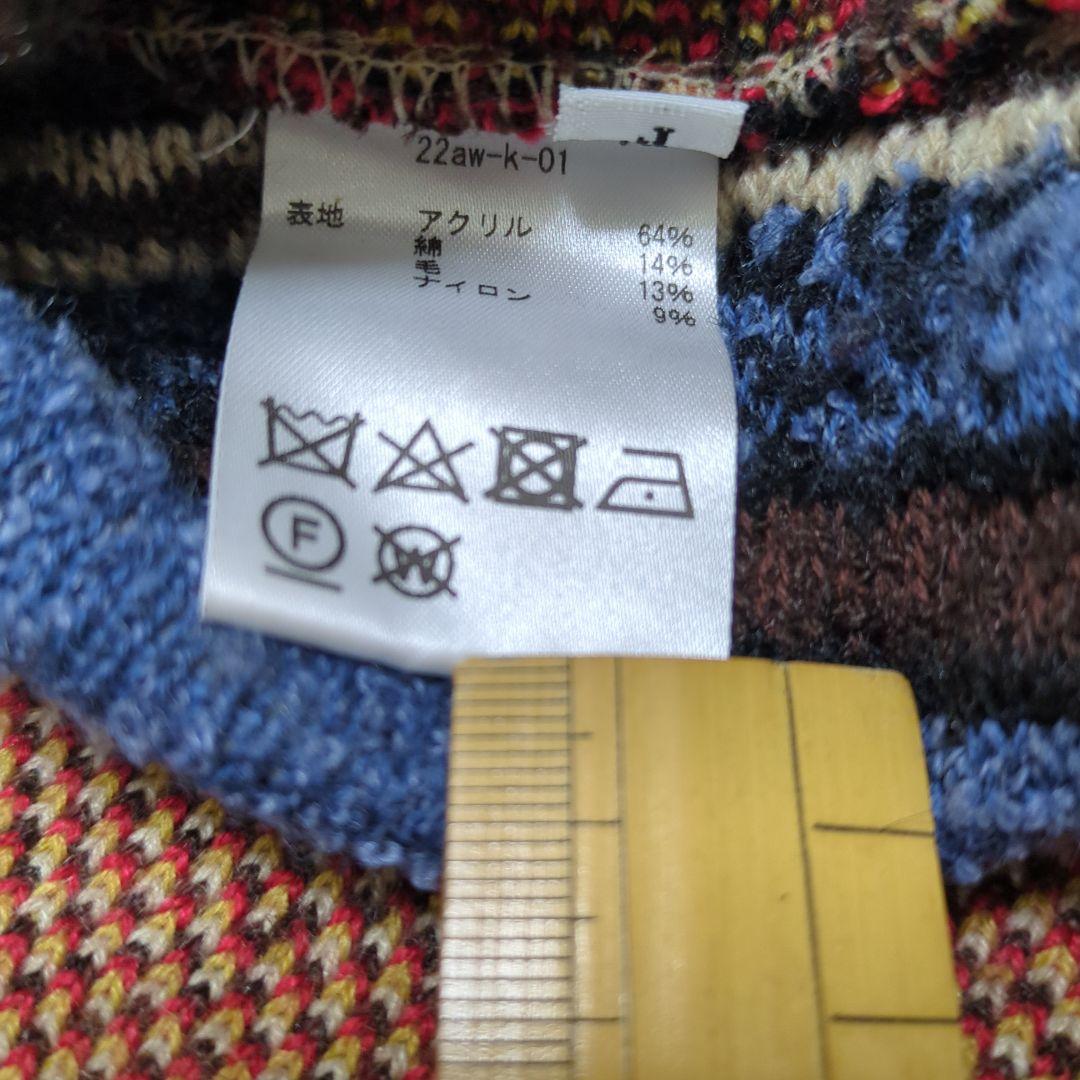 J
22aw-k-01
表地 アクリル 64%
綿 14%
毛 13%
ナイロン 9%
F
W